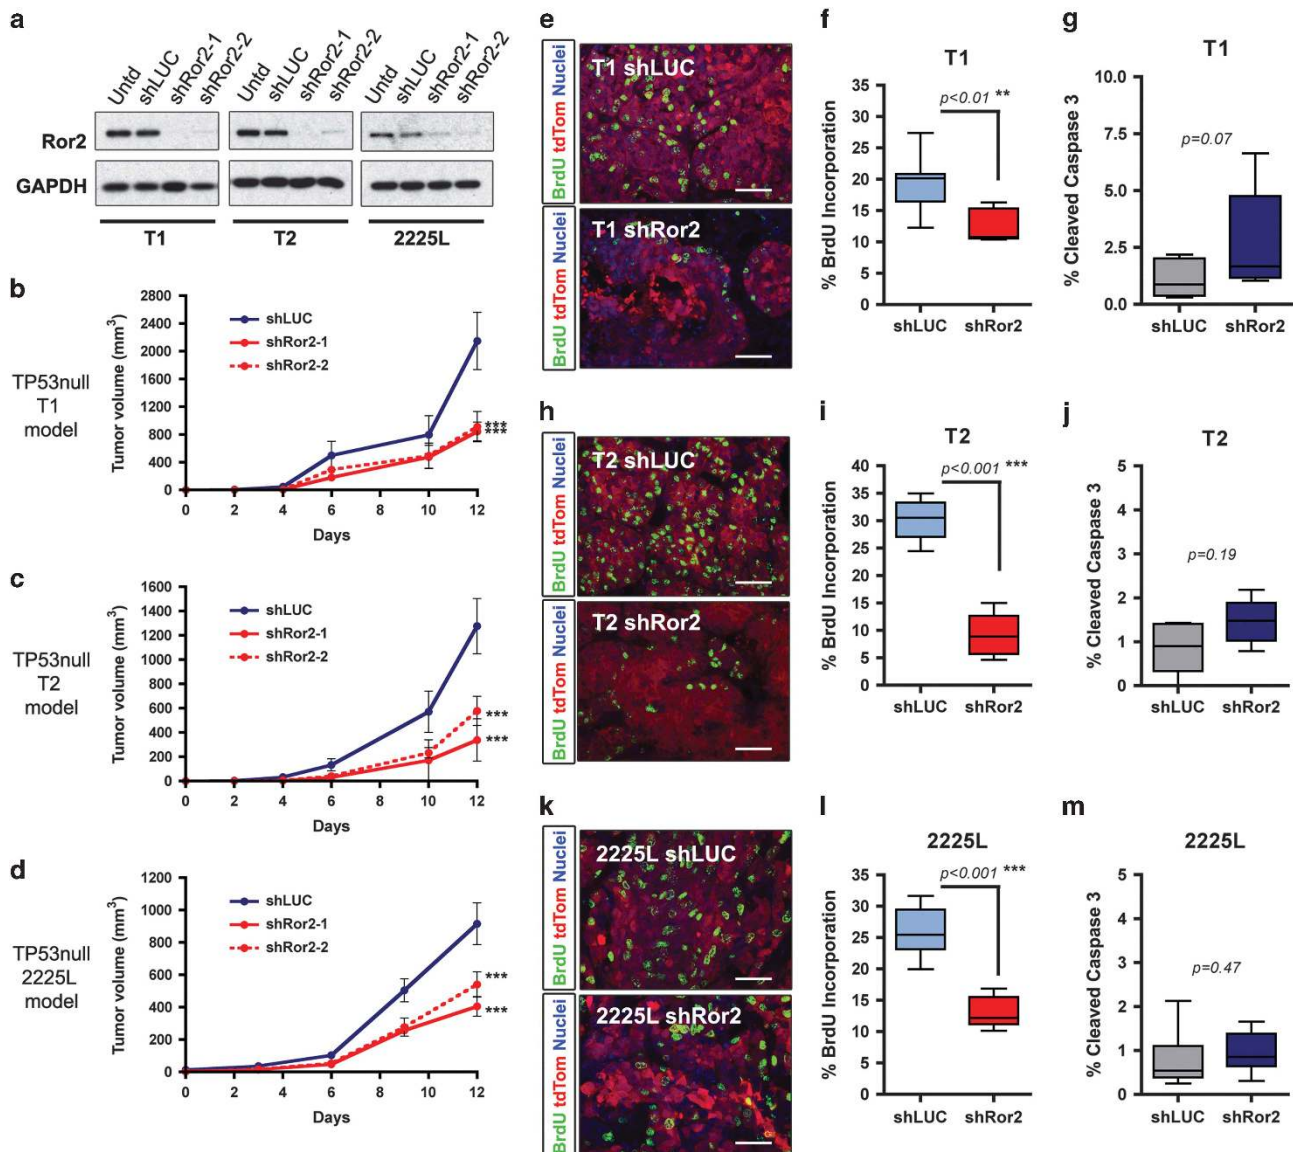 a
Untd
shLUC
shRor2-1
shRor2-2
Untd
shLUC
shRor2-1
shRor2-2
Untd
shLUC
shRor2-1
shRor2-2
Ror2
GAPDH
T1
T2
2225L
b
TP53null
T1
model
Tumor volume (mm³)
2800
2400
2000
1600
1200
800
400
0
shLUC
shRor2-1
shRor2-2
***
***
0 2 4 6 8 10 12
Days
c
TP53null
T2
model
Tumor volume (mm³)
1600
1400
1200
1000
800
600
400
200
0
shLUC
shRor2-1
shRor2-2
***
***
0 2 4 6 8 10 12
Days
d
TP53null
2225L
model
Tumor volume (mm³)
1200
1000
800
600
400
200
0
shLUC
shRor2-1
shRor2-2
***
***
0 2 4 6 8 10 12
Days
e
BrdU tdTom Nuclei
T1 shLUC
BrdU tdTom Nuclei
T1 shRor2
f
T1
% BrdU Incorporation
35
30
25
20
15
10
5
0
p<0.01 **
shLUC shRor2
g
T1
% Cleaved Caspase 3
10.0
7.5
5.0
2.5
0.0
p=0.07
shLUC shRor2
h
BrdU tdTom Nuclei
T2 shLUC
BrdU tdTom Nuclei
T2 shRor2
i
T2
% BrdU Incorporation
40
35
30
25
20
15
10
5
0
p<0.001 ***
shLUC shRor2
j
T2
% Cleaved Caspase 3
5
4
3
2
1
0
p=0.19
shLUC shRor2
k
BrdU tdTom Nuclei
2225L shLUC
BrdU tdTom Nuclei
2225L shRor2
l
2225L
% BrdU Incorporation
35
30
25
20
15
10
5
0
p<0.001 ***
shLUC shRor2
m
2225L
% Cleaved Caspase 3
5
4
3
2
1
0
p=0.47
shLUC shRor2